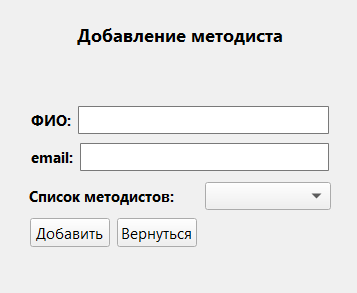 Добавление методиста
ФИО:
email:
Список методистов:
Добавить Вернуться